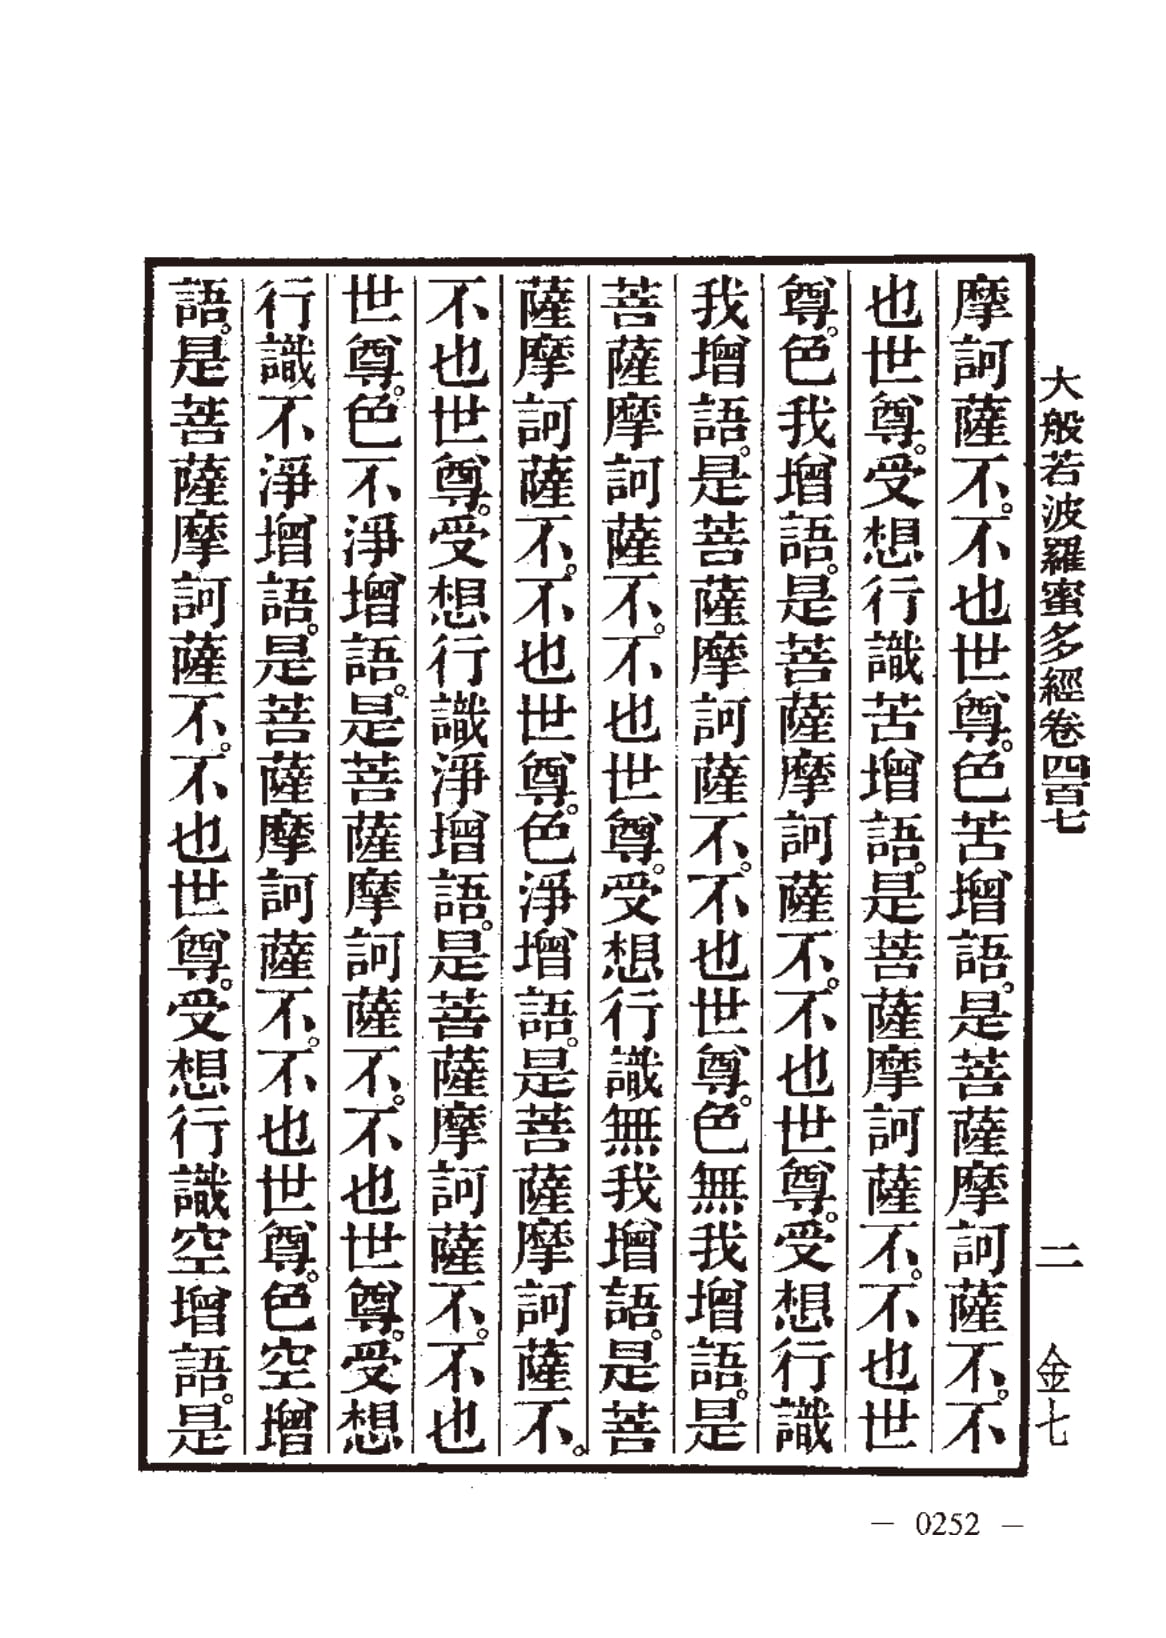 大般若波羅蜜多經卷四百七 二 金七
摩訶薩不。不也世尊。色苦增語。是菩薩摩訶薩不。不
也世尊。受想行識苦增語。是菩薩摩訶薩不。不也世
尊。色我增語。是菩薩摩訶薩不。不也世尊。受想行識
我增語。是菩薩摩訶薩不。不也世尊。色無我增語。是
菩薩摩訶薩不。不也世尊。受想行識無我增語。是菩
薩摩訶薩不。不也世尊。色淨增語。是菩薩摩訶薩不。
不也世尊。受想行識淨增語。是菩薩摩訶薩不。不也
世尊。色不淨增語。是菩薩摩訶薩不。不也世尊。受想
行識不淨增語。是菩薩摩訶薩不。不也世尊。色空增
語。是菩薩摩訶薩不。不也世尊。受想行識空增語。是
— 0252 —